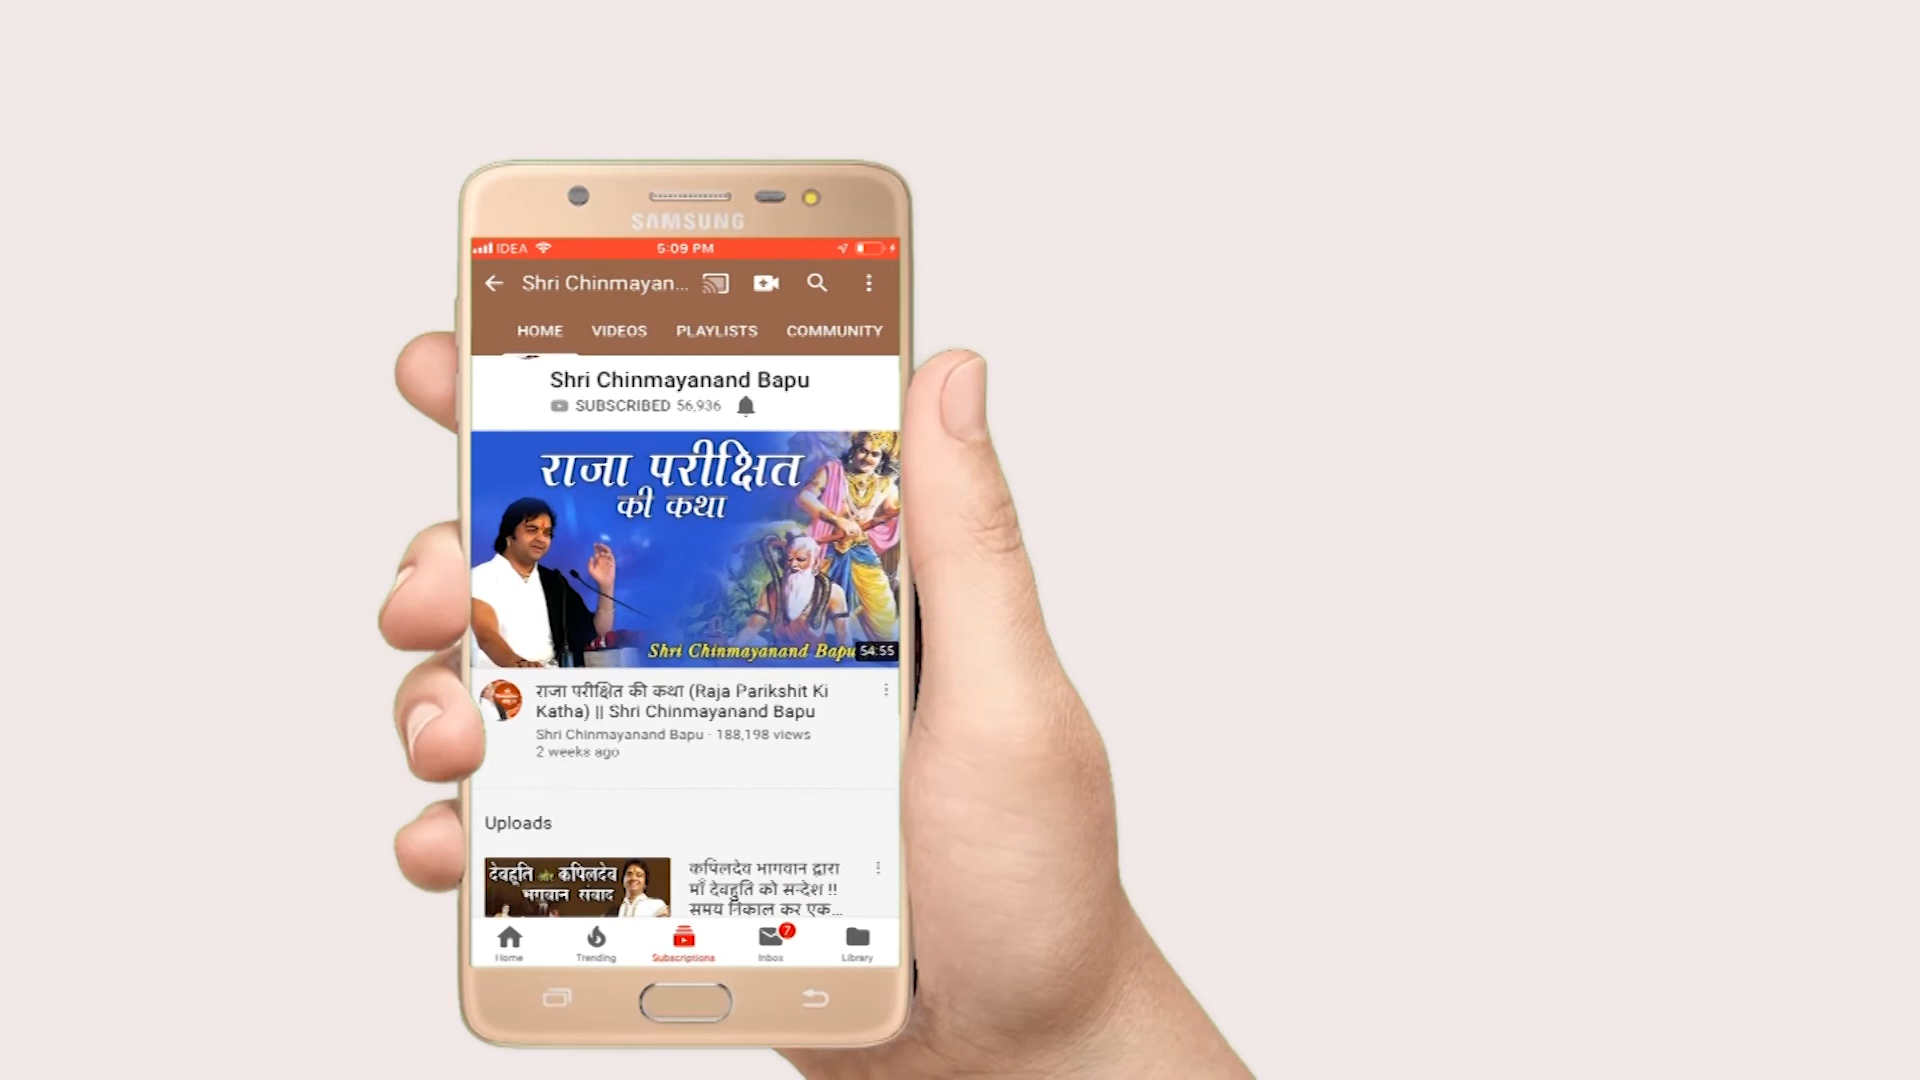 SAMSUNG
IDEA 5:09 PM
Shri Chinmayan...
HOME VIDEOS PLAYLISTS COMMUNITY
Shri Chinmayanand Bapu
SUBSCRIBED 56,936
राजा परीक्षित
की कथा
Shri Chinmayanand Bapu 54:55
राजा परीक्षित की कथा (Raja Parikshit Ki
Katha) || Shri Chinmayanand Bapu
Shri Chinmayanand Bapu · 188,198 views
2 weeks ago
Uploads
देवहूति और कपिलदेव
भगवान संवाद
कपिलदेव भागवान द्वारा
माँ देवहुति को सन्देश !!
समय निकाल कर एक...
7
Home Trending Subscriptions Inbox Library